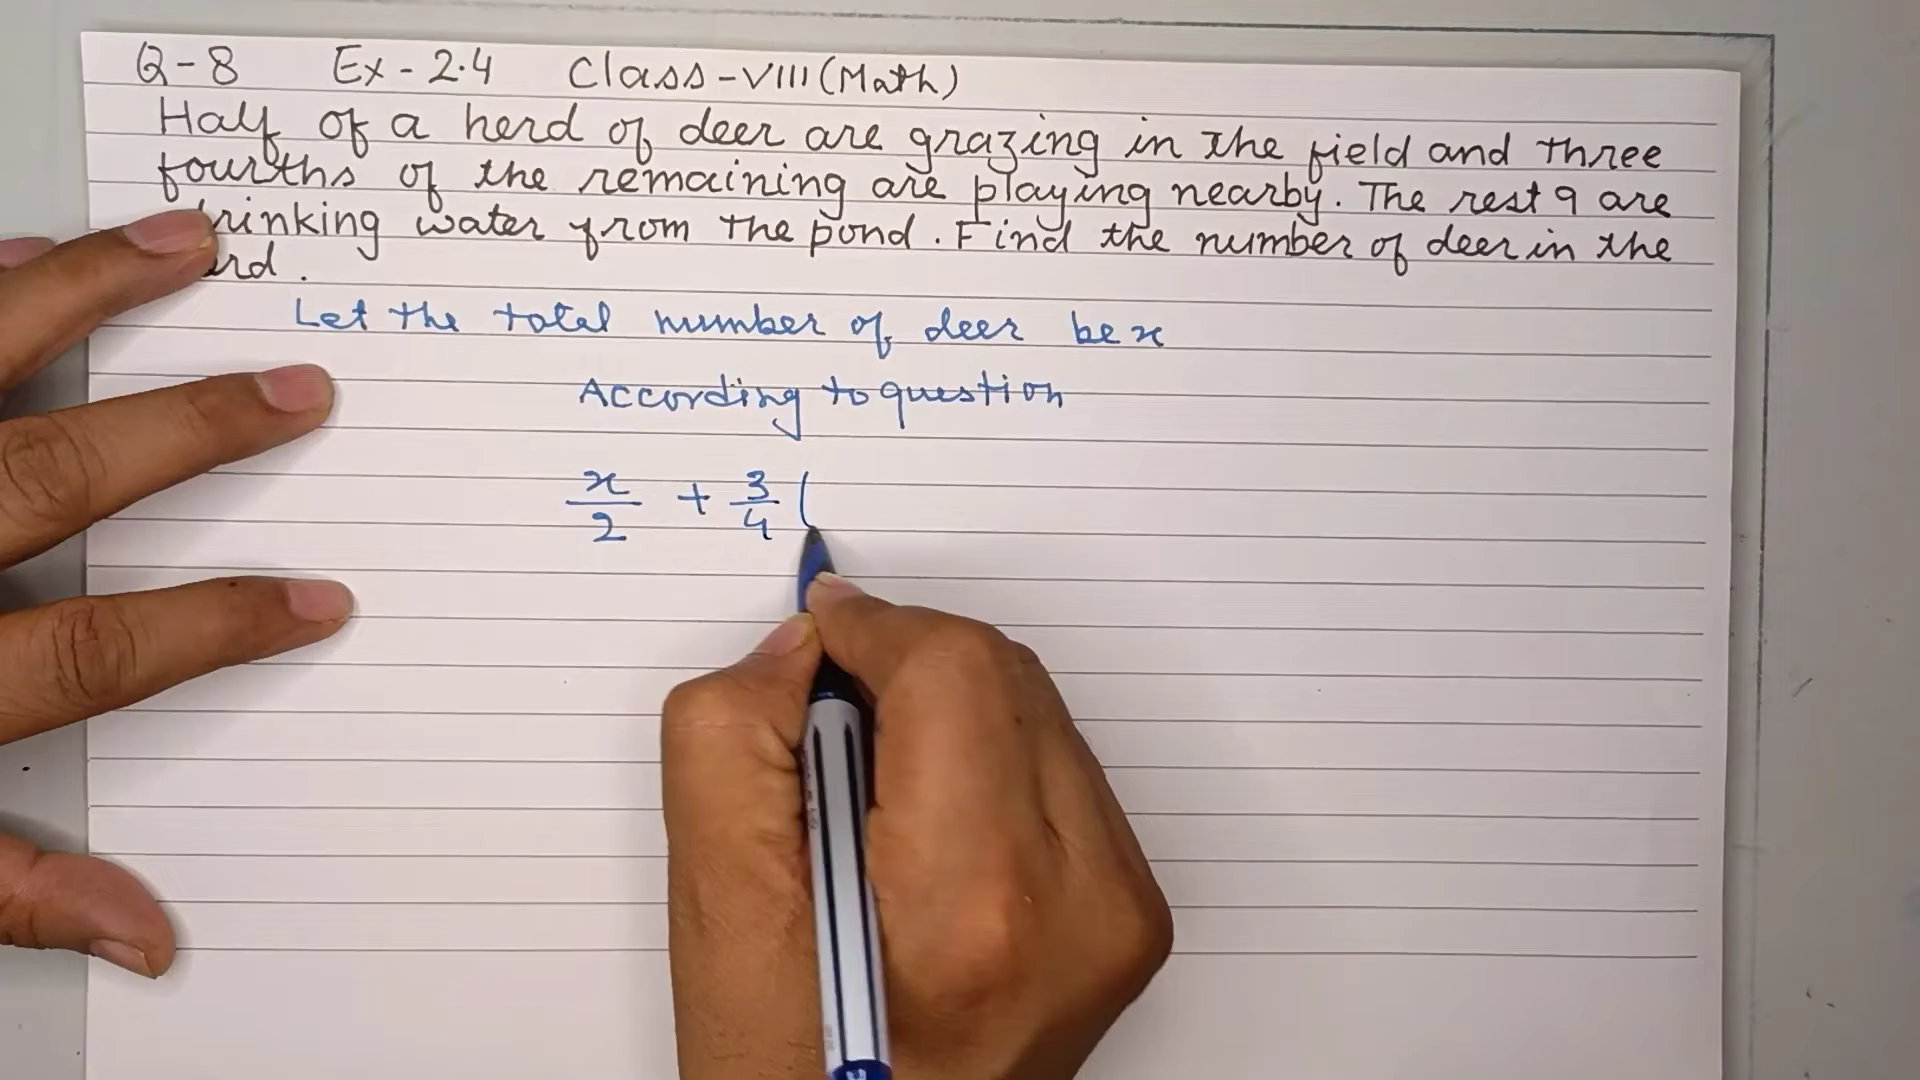 Q-8 Ex-2.4 Class-VIII (Math)
Half of a herd of deer are grazing in the field and three
fourths of the remaining are playing nearby. The rest 9 are
rinking water from the pond. Find the number of deer in the
rd.
Let the total number of deer be x
According to question
x/2 + 3/4 (